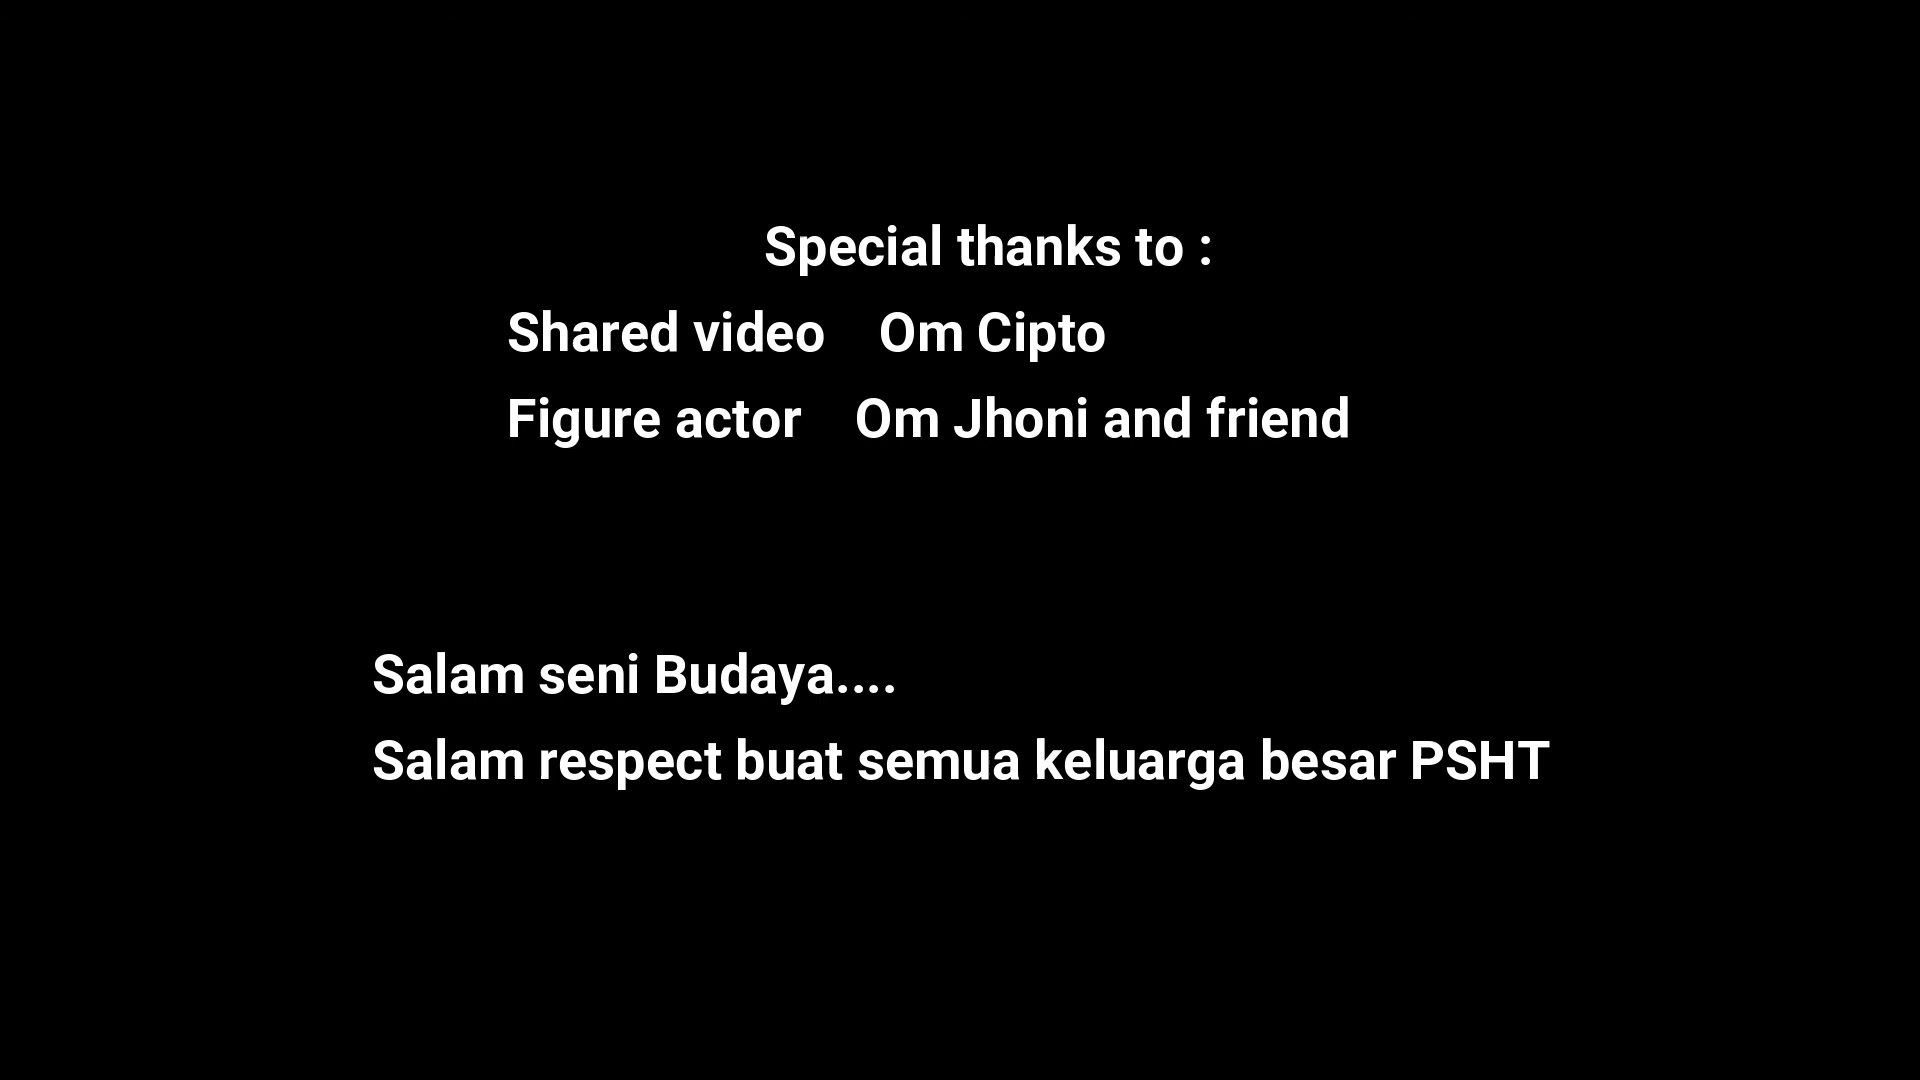 Special thanks to :
Shared video Om Cipto
Figure actor Om Jhoni and friend
Salam seni Budaya....
Salam respect buat semua keluarga besar PSHT